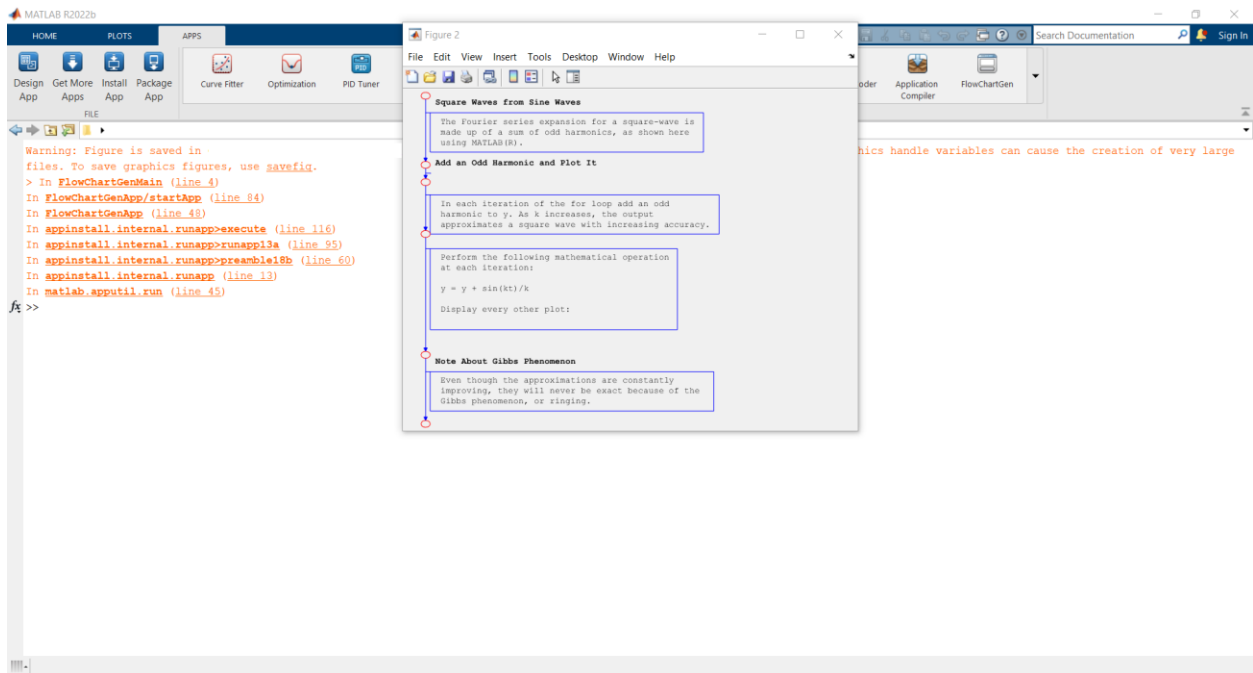 MATLAB R2022b
HOME PLOTS APPS
Search Documentation Sign In
Design App
Get More Apps
Install App
Package App
Curve Fitter
Optimization
PID Tuner
Application Compiler
FlowChartGen
FILE
Figure 2
File Edit View Insert Tools Desktop Window Help
Square Waves from Sine Waves
The Fourier series expansion for a square-wave is
made up of a sum of odd harmonics, as shown here
using MATLAB(R).
Add an Odd Harmonic and Plot It
In each iteration of the for loop add an odd
harmonic to y. As k increases, the output
approximates a square wave with increasing accuracy.
Perform the following mathematical operation
at each iteration:
y = y + sin(kt)/k
Display every other plot:
Note About Gibbs Phenomenon
Even though the approximations are constantly
improving, they will never be exact because of the
Gibbs phenomenon, or ringing.
Warning: Figure is saved in
hics handle variables can cause the creation of very large
files. To save graphics figures, use savefig.
> In FlowChartGenMain (line 4)
In FlowChartGenApp/startApp (line 84)
In FlowChartGenApp (line 48)
In appinstall.internal.runapp>execute (line 116)
In appinstall.internal.runapp>runapp13a (line 95)
In appinstall.internal.runapp>preamble18b (line 60)
In appinstall.internal.runapp (line 13)
In matlab.apputil.run (line 45)
fx >>